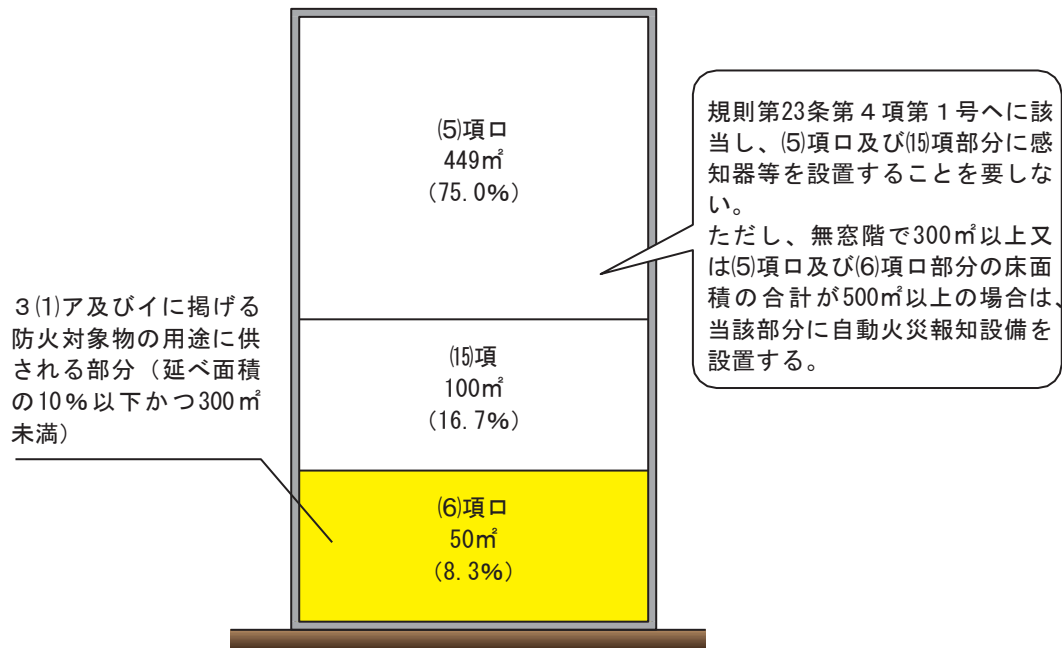 ⑸項ロ
449㎡
(75.0%)
規則第23条第4項第1号ヘに該
当し、⑸項ロ及び⒂項部分に感
知器等を設置することを要しな
い。
ただし、無窓階で300㎡以上又
は⑸項ロ及び⑹項ロ部分の床面
積の合計が500㎡以上の場合は、
当該部分に自動火災報知設備を
設置する。
3⑴ア及びイに掲げる
防火対象物の用途に供
される部分（延べ面積
の10%以下かつ300㎡
未満）
⒂項
100㎡
(16.7%)
⑹項ロ
50㎡
(8.3%)